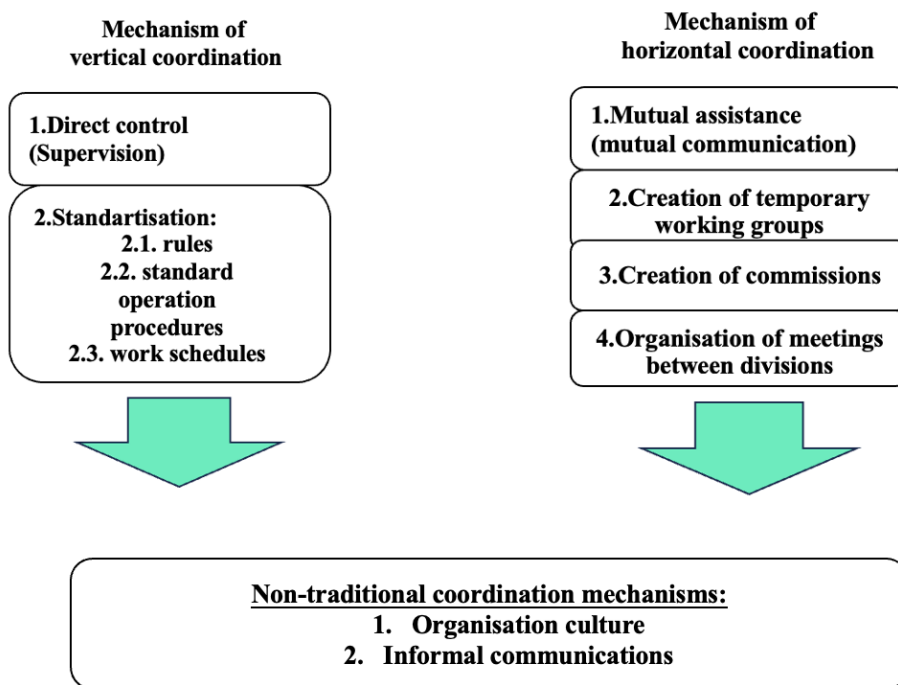 Mechanism of
vertical coordination
1.Direct control
(Supervision)
2.Standartisation:
2.1. rules
2.2. standard
operation
procedures
2.3. work schedules
Mechanism of
horizontal coordination
1.Mutual assistance
(mutual communication)
2.Creation of temporary
working groups
3.Creation of commissions
4.Organisation of meetings
between divisions
Non-traditional coordination mechanisms:
1. Organisation culture
2. Informal communications